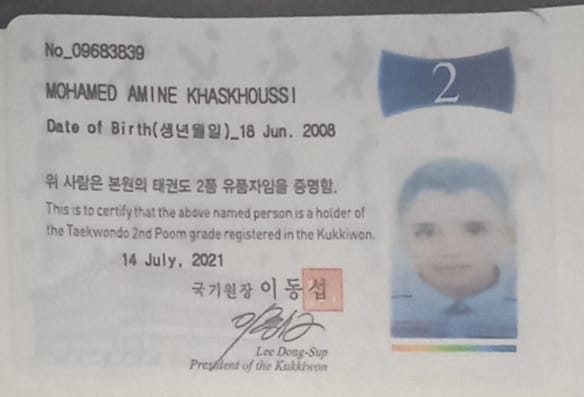 No_09683839
2
MOHAMED AMINE KHASKHOUSSI
Date of Birth(생년월일)_18 Jun. 2008
위 사람은 본원의 태권도 2품 유품자임을 증명함.
This is to certify that the above named person is a holder of
the Taekwondo 2nd Poom grade registered in the Kukkiwon.
14 July, 2021
국기원장 이동섭
Lee Dong-Sup
President of the Kukkiwon